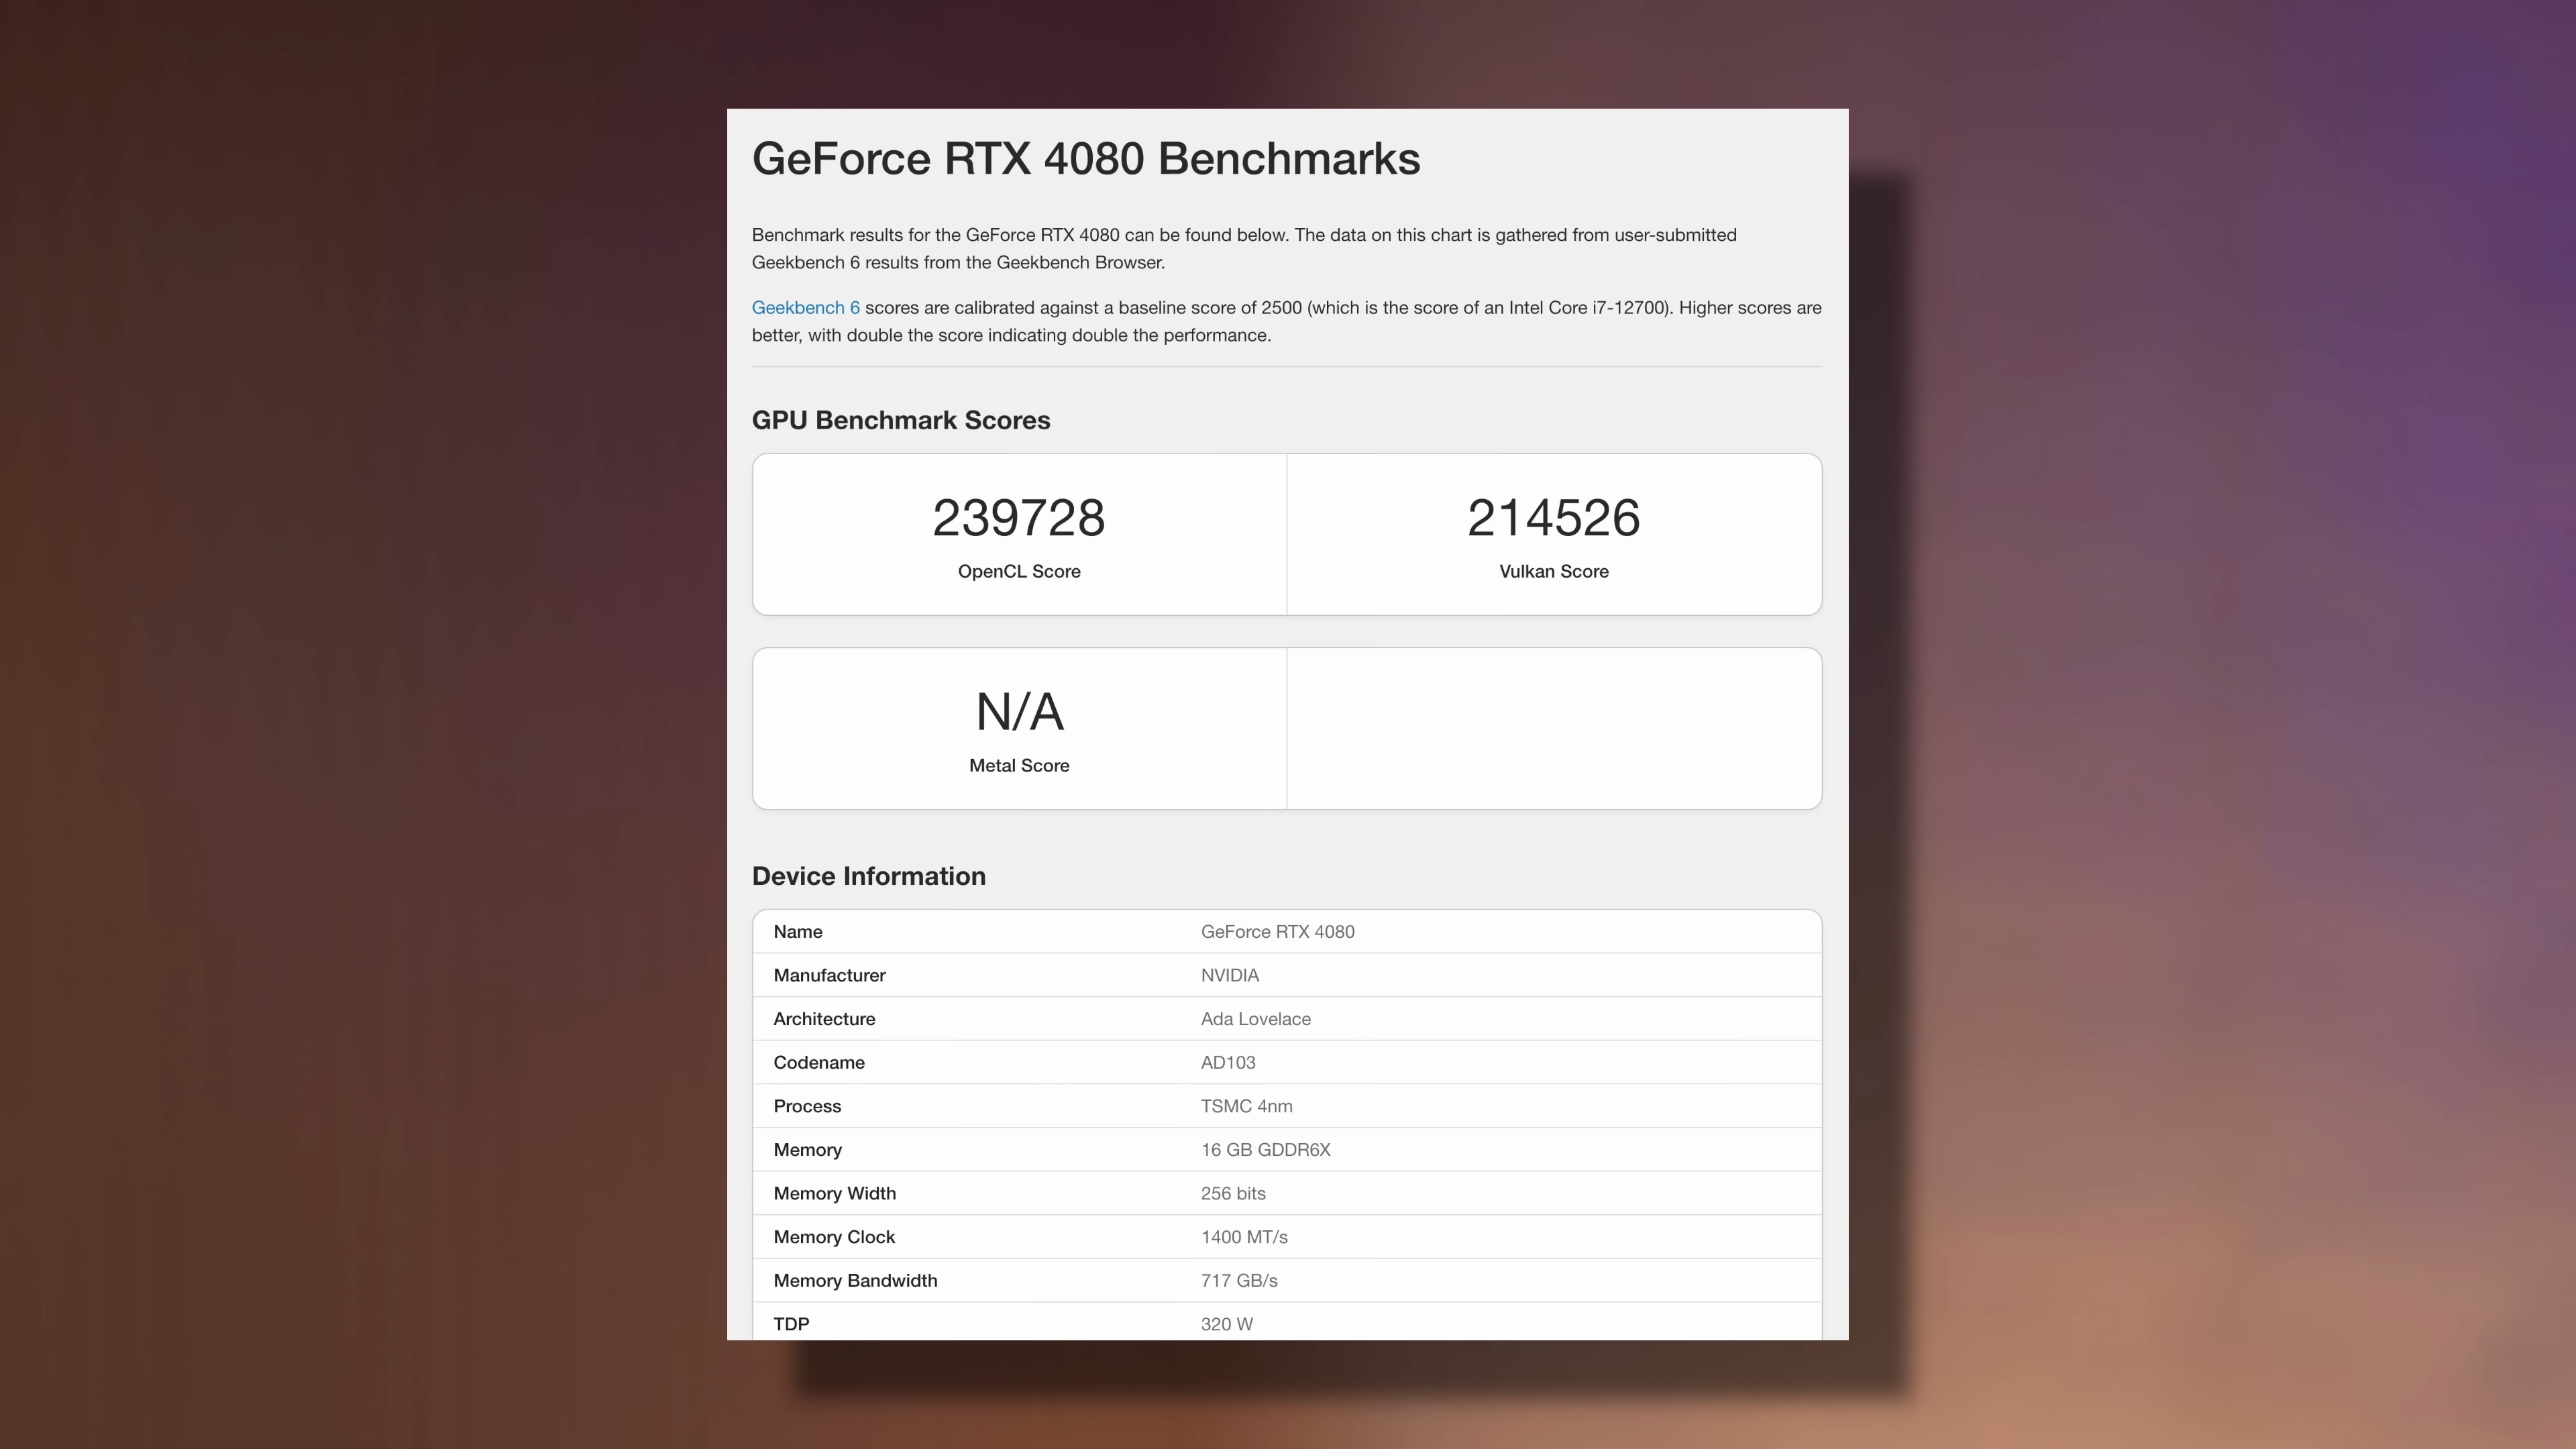 GeForce RTX 4080 Benchmarks
Benchmark results for the GeForce RTX 4080 can be found below. The data on this chart is gathered from user-submitted
Geekbench 6 results from the Geekbench Browser.
Geekbench 6 scores are calibrated against a baseline score of 2500 (which is the score of an Intel Core i7-12700). Higher scores are
better, with double the score indicating double the performance.
GPU Benchmark Scores
239728
OpenCL Score
214526
Vulkan Score
N/A
Metal Score
Device Information
Name GeForce RTX 4080
Manufacturer NVIDIA
Architecture Ada Lovelace
Codename AD103
Process TSMC 4nm
Memory 16 GB GDDR6X
Memory Width 256 bits
Memory Clock 1400 MT/s
Memory Bandwidth 717 GB/s
TDP 320 W